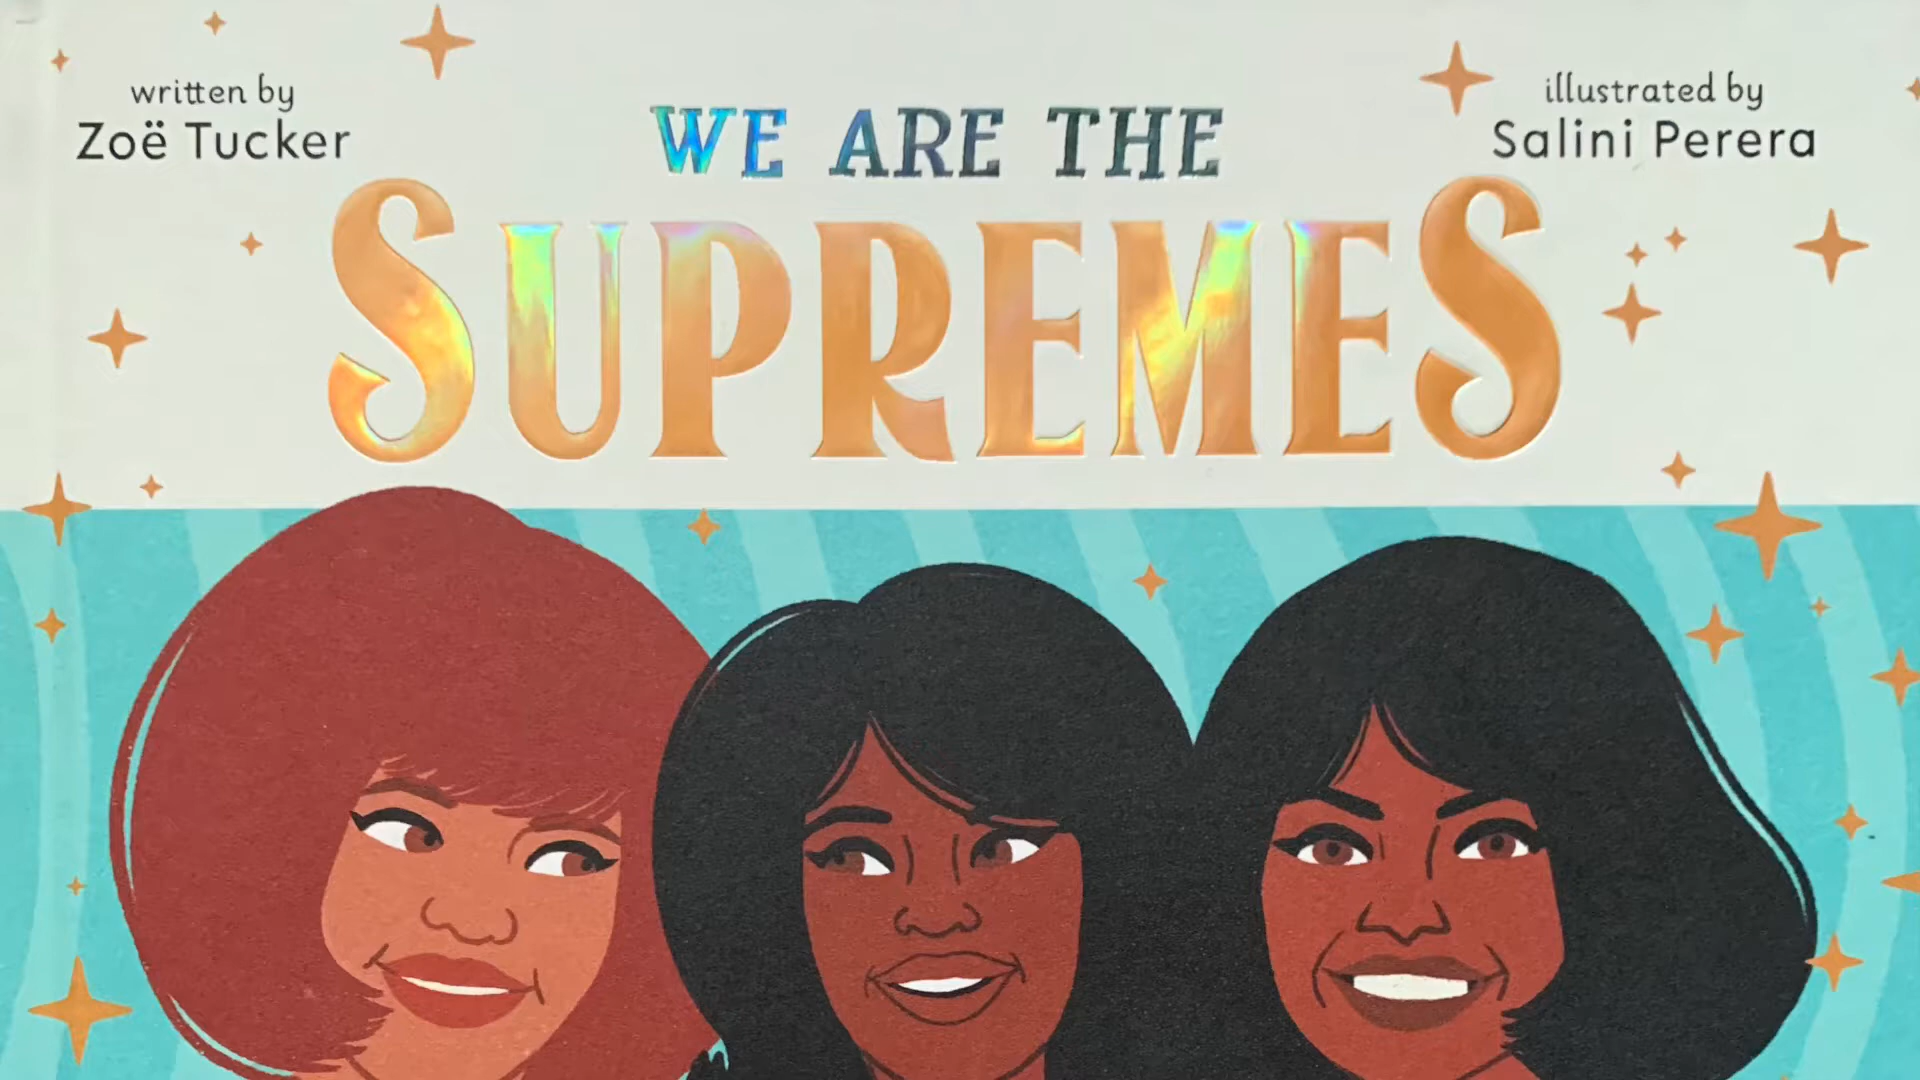 written by
Zoë Tucker
WE ARE THE
SUPREMES
illustrated by
Salini Perera